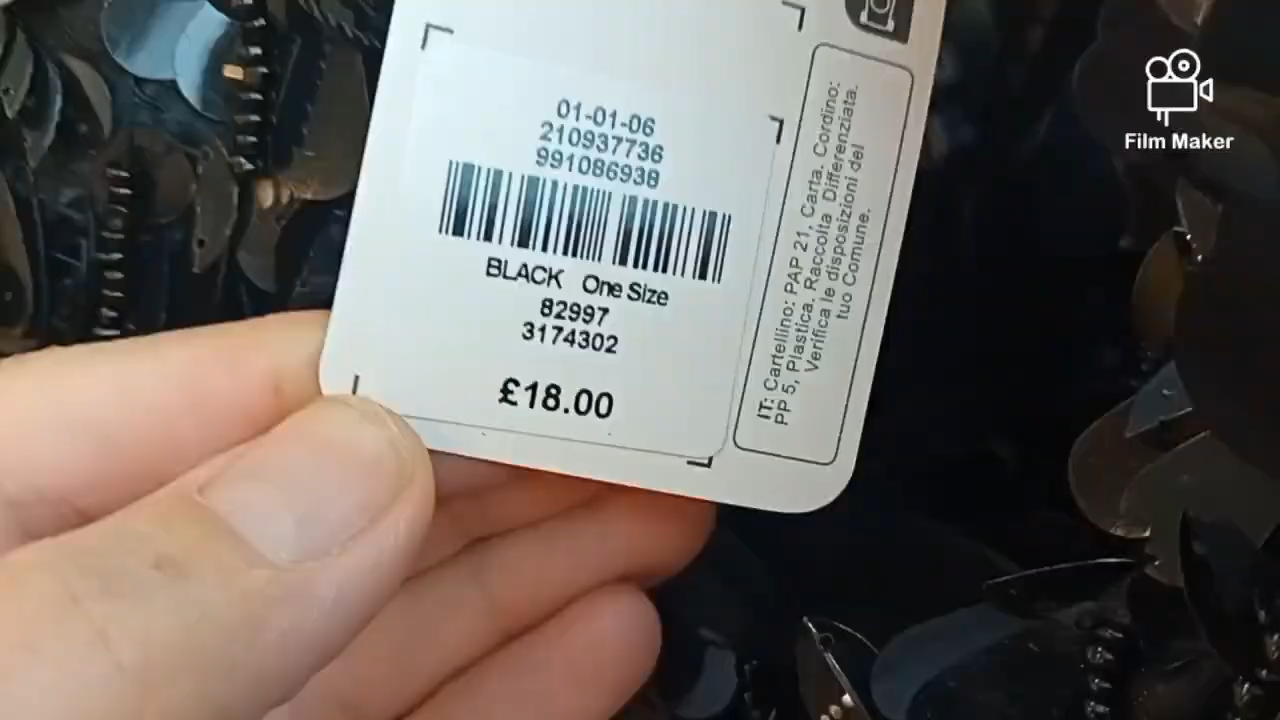 01-01-06
210937736
991086938
BLACK One Size
82997
3174302
£18.00
IT: Cartellino: PAP 21, Carta. Cordino:
PP 5, Plastica. Raccolta Differenziata.
Verifica le disposizioni del
tuo Comune.
Film Maker